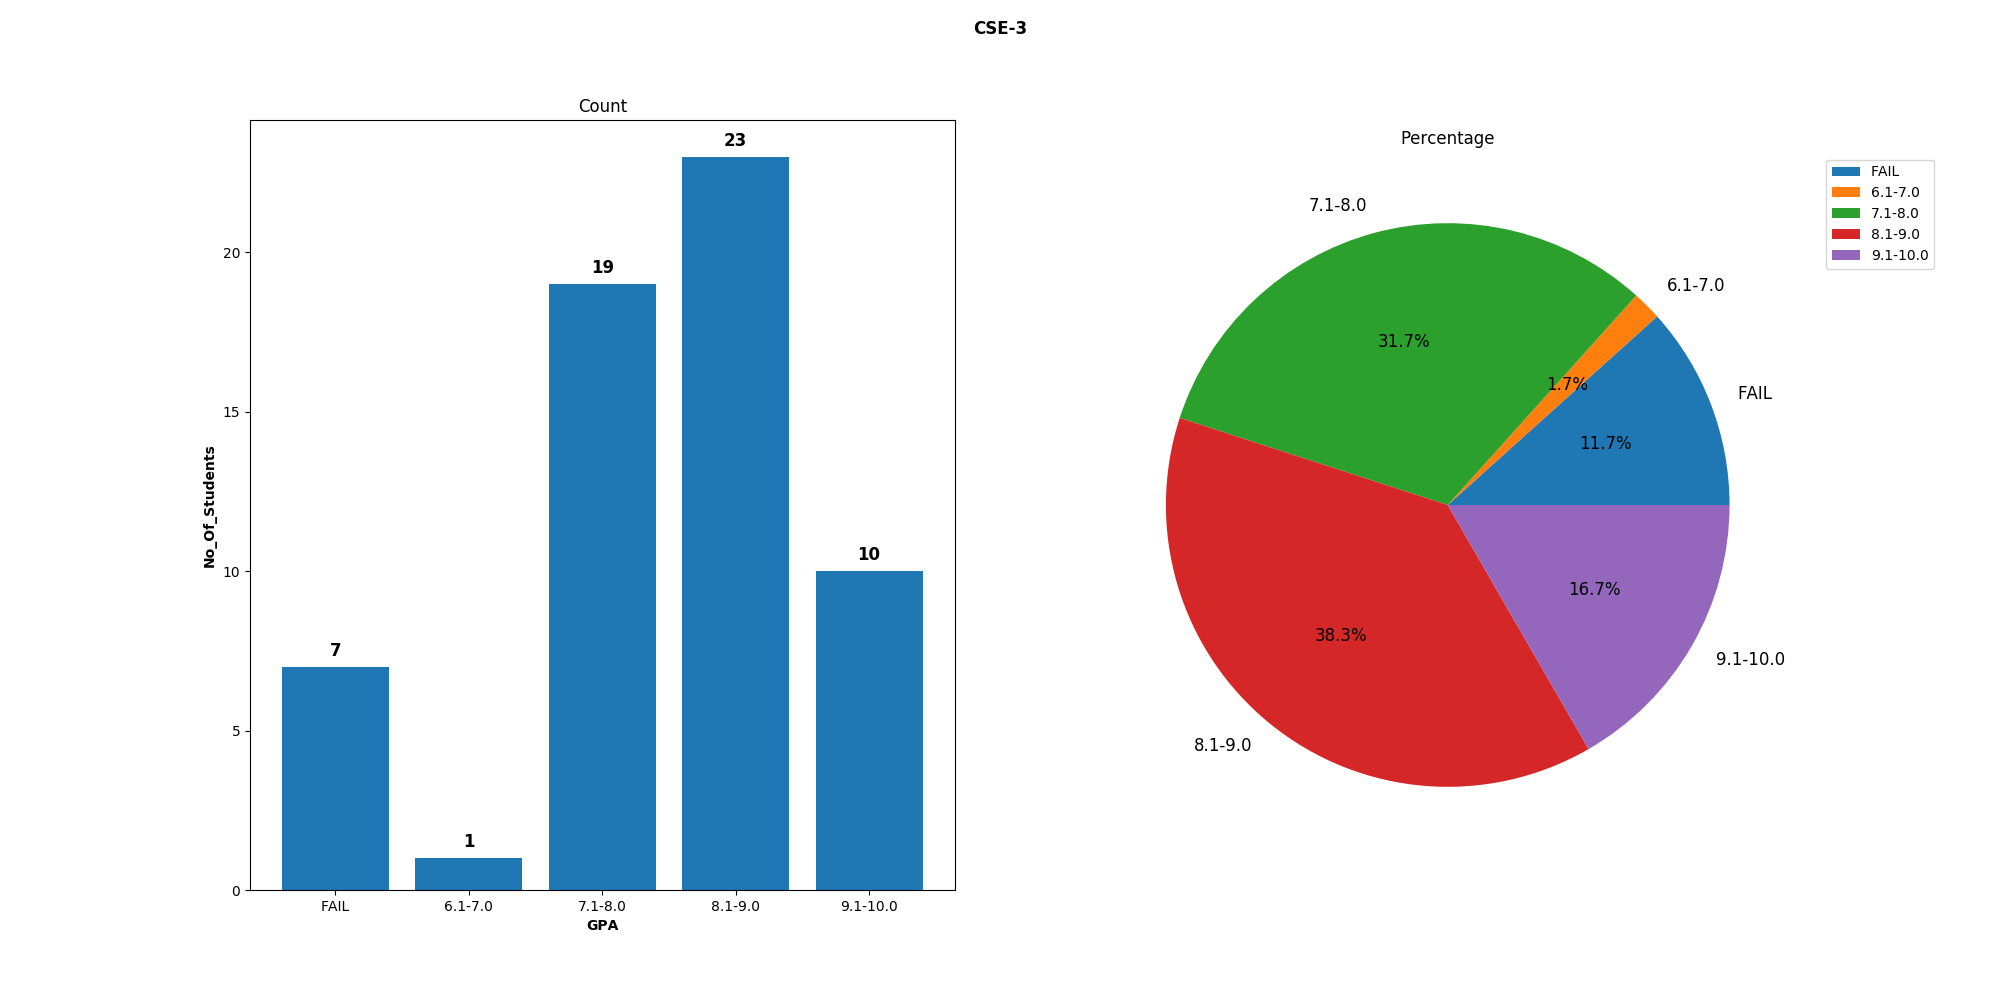 CSE-3
Count
23
19
10
7
1
20
15
10
5
0
No_Of_Students
FAIL 6.1-7.0 7.1-8.0 8.1-9.0 9.1-10.0
GPA
Percentage
FAIL
6.1-7.0
7.1-8.0
8.1-9.0
9.1-10.0
7.1-8.0
6.1-7.0
31.7%
1.7%
FAIL
11.7%
16.7%
38.3%
9.1-10.0
8.1-9.0